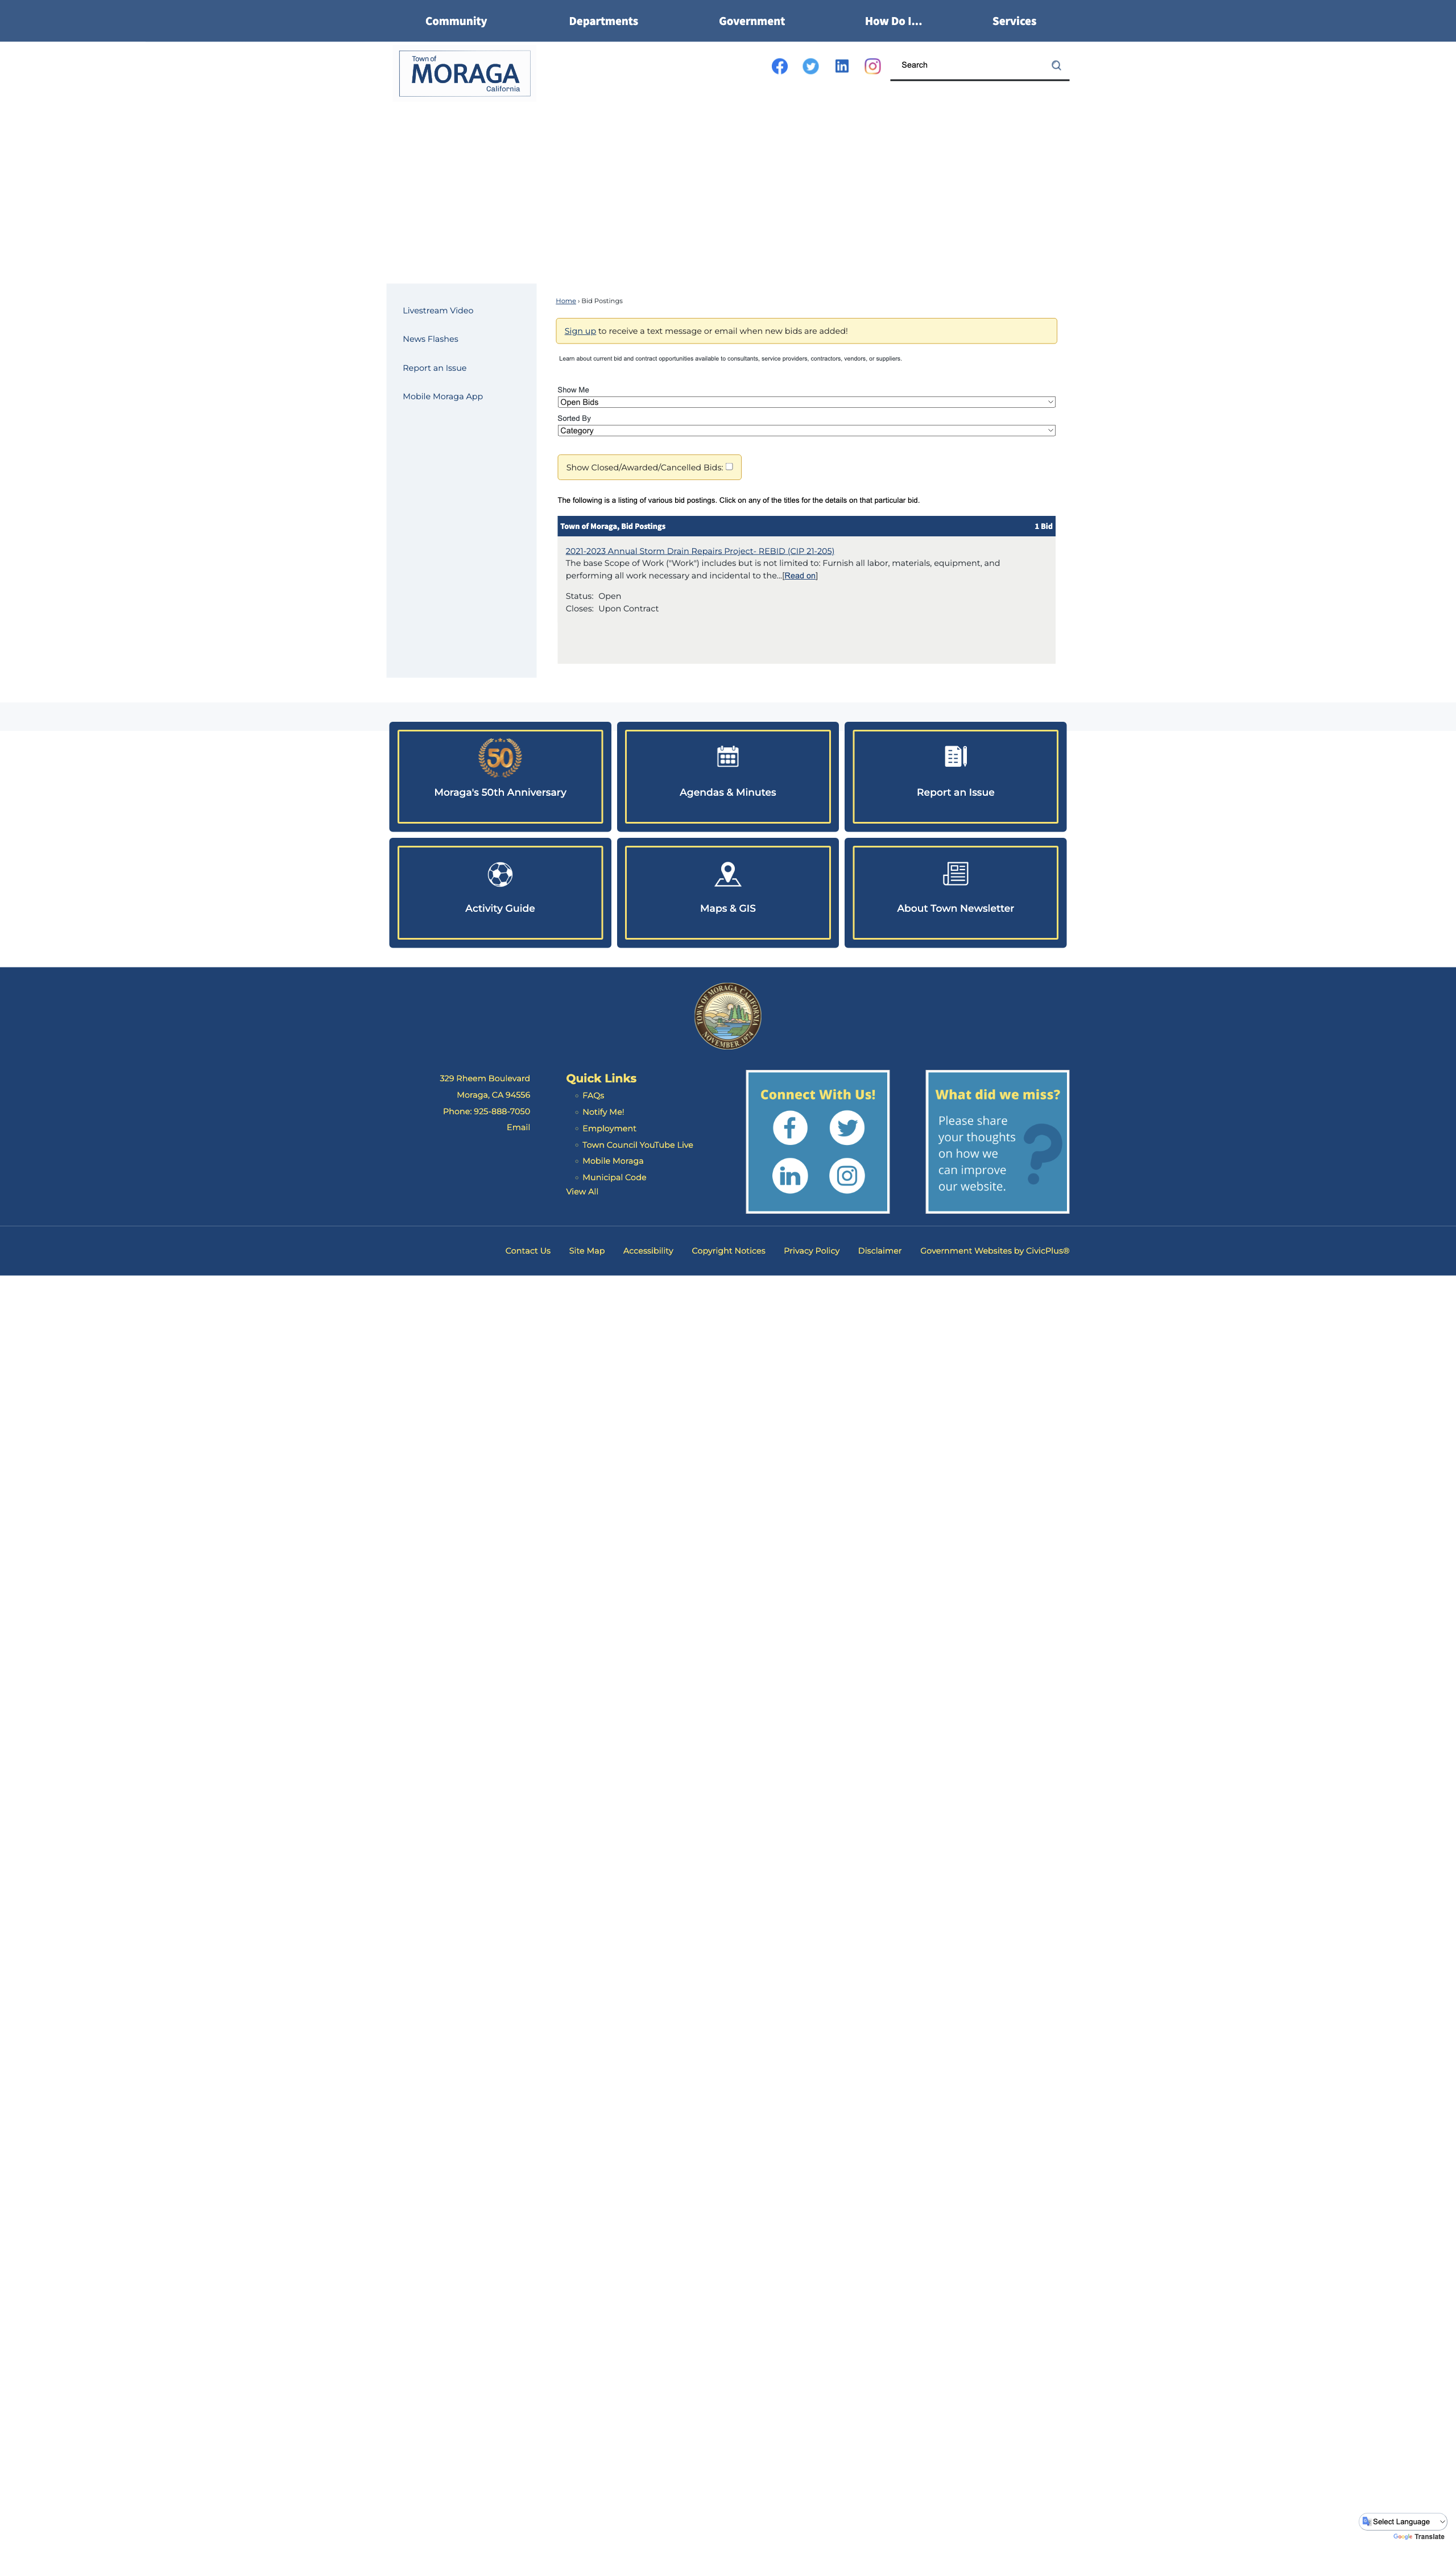 Community Departments Government How Do I... Services
Town of
MORAGA
California
Search
Livestream Video
News Flashes
Report an Issue
Mobile Moraga App
Home › Bid Postings
Sign up to receive a text message or email when new bids are added!
Learn about current bid and contract opportunities available to consultants, service providers, contractors, vendors, or suppliers.
Show Me
Open Bids
Sorted By
Category
Show Closed/Awarded/Cancelled Bids:
The following is a listing of various bid postings. Click on any of the titles for the details on that particular bid.
Town of Moraga, Bid Postings 1 Bid
2021-2023 Annual Storm Drain Repairs Project- REBID (CIP 21-205)
The base Scope of Work ("Work") includes but is not limited to: Furnish all labor, materials, equipment, and
performing all work necessary and incidental to the...[Read on]
Status: Open
Closes: Upon Contract
50
Moraga's 50th Anniversary
Agendas & Minutes
Report an Issue
Activity Guide
Maps & GIS
About Town Newsletter
TOWN OF MORAGA CALIFORNIA
NOVEMBER 1974
329 Rheem Boulevard
Moraga, CA 94556
Phone: 925-888-7050
Email
Quick Links
FAQs
Notify Me!
Employment
Town Council YouTube Live
Mobile Moraga
Municipal Code
View All
Connect With Us!
What did we miss?
Please share
your thoughts
on how we
can improve
our website.
?
Contact Us Site Map Accessibility Copyright Notices Privacy Policy Disclaimer Government Websites by CivicPlus®
Select Language
Google Translate